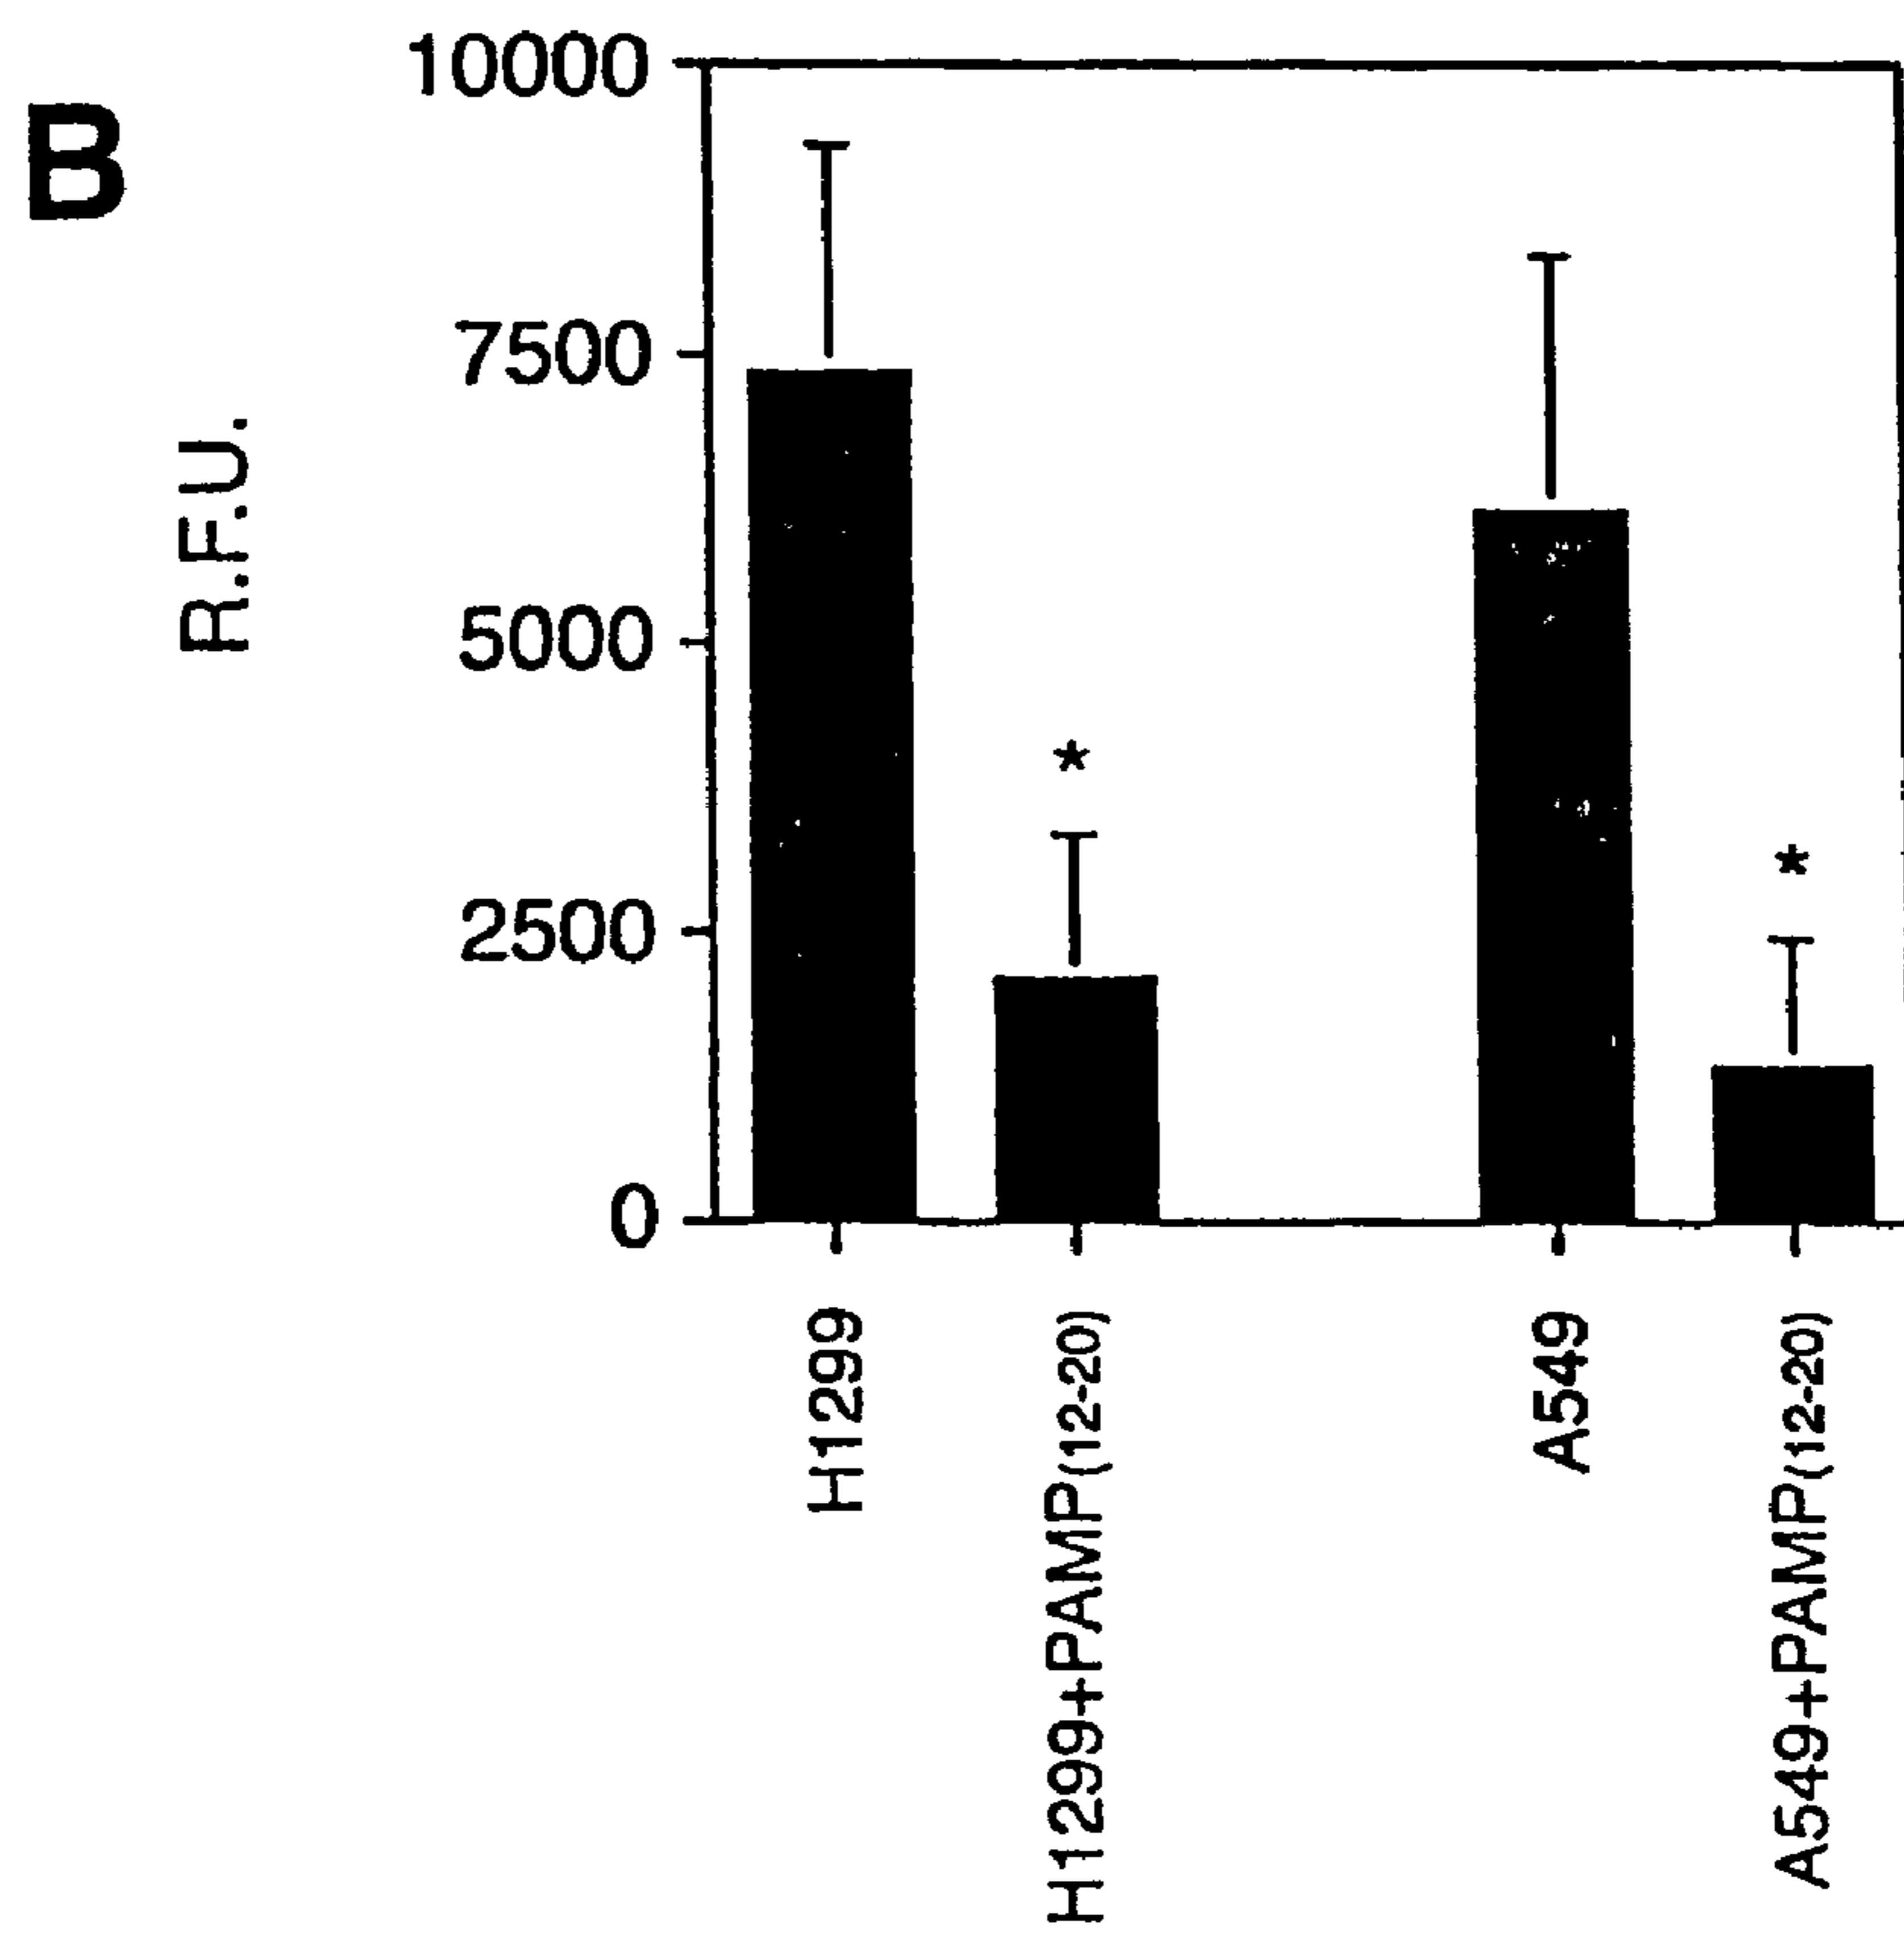 B
10000
7500
5000
2500
0
R.F.U.
*
*
H1299
H1299+PAMP(12-20)
A549
A549+PAMP(12-20)